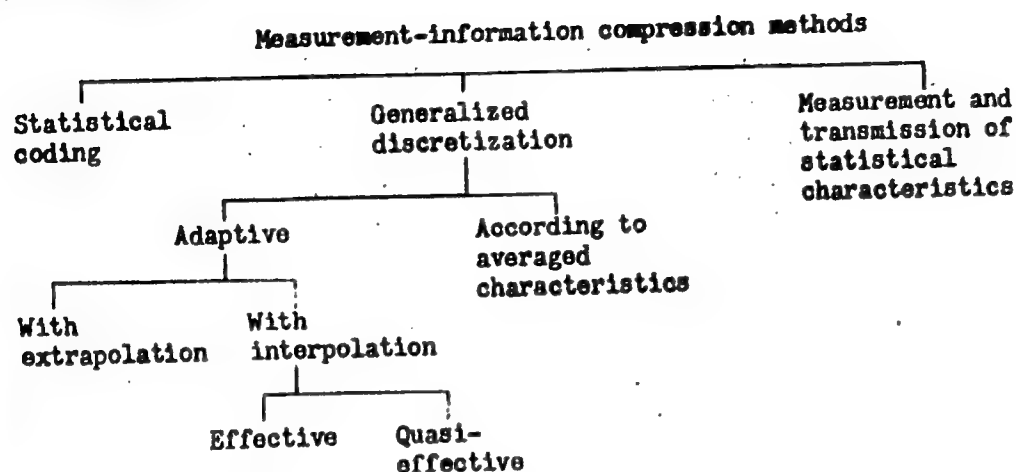 Measurement-information compression methods
Statistical
coding
Generalized
discretization
Measurement and
transmission of
statistical
characteristics
Adaptive
According to
averaged
characteristics
With
extrapolation
With
interpolation
Effective
Quasi-
effective